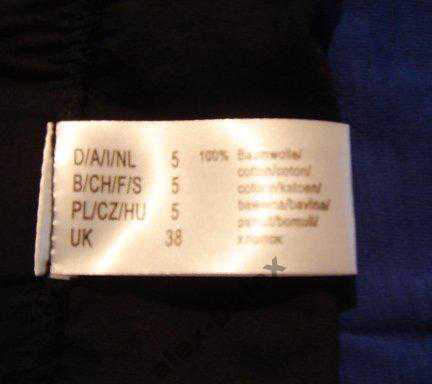 D/A/I/NL 5 100% Baumwolle/
B/CH/F/S 5 coton/coton/
PL/CZ/HU 5 cotone/katoen/
UK 38 bawełna/bavlna/
pamut/bomull/
хлопок